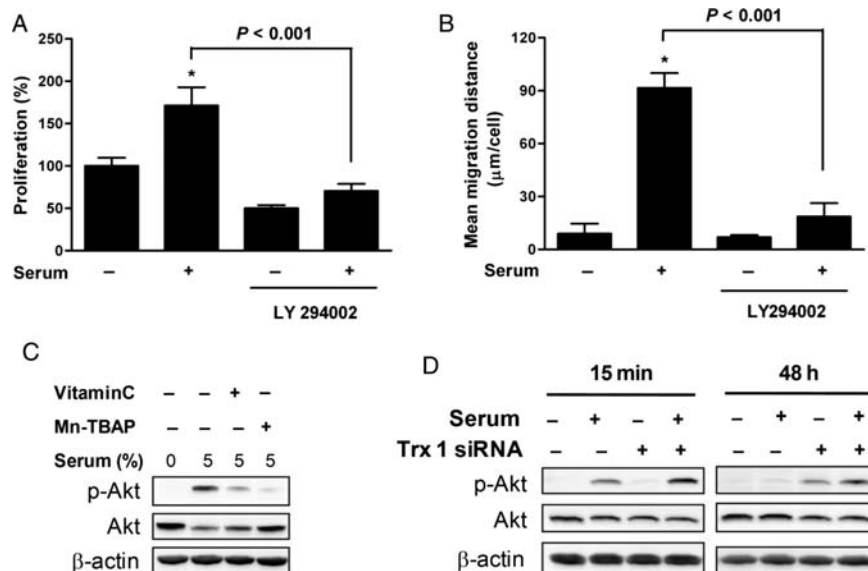 A
P < 0.001
250
200
150
100
50
0
*
Proliferation (%)
Serum – + – +
LY 294002
B
P < 0.001
120
90
60
30
0
*
Mean migration distance
(μm/cell)
Serum – + – +
LY294002
C
VitaminC – – + –
Mn-TBAP – – – +
Serum (%) 0 5 5 5
p-Akt
Akt
β-actin
D
15 min 48 h
Serum – + – + – + – +
Trx 1 siRNA – – + + – – + +
p-Akt
Akt
β-actin